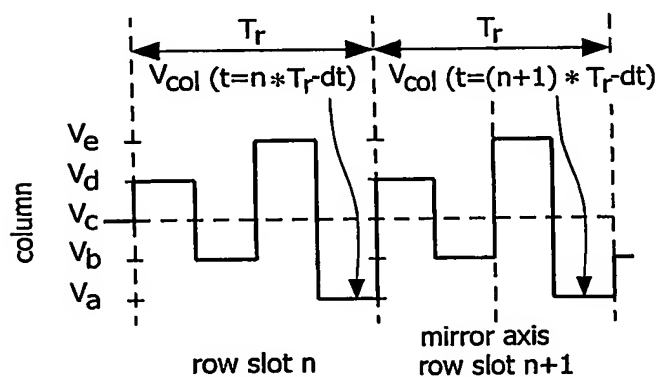 Tr Tr
Vcol (t=n*Tr-dt) Vcol (t=(n+1) * Tr-dt)
Ve
Vd
Vc
Vb
Va
column
mirror axis
row slot n row slot n+1